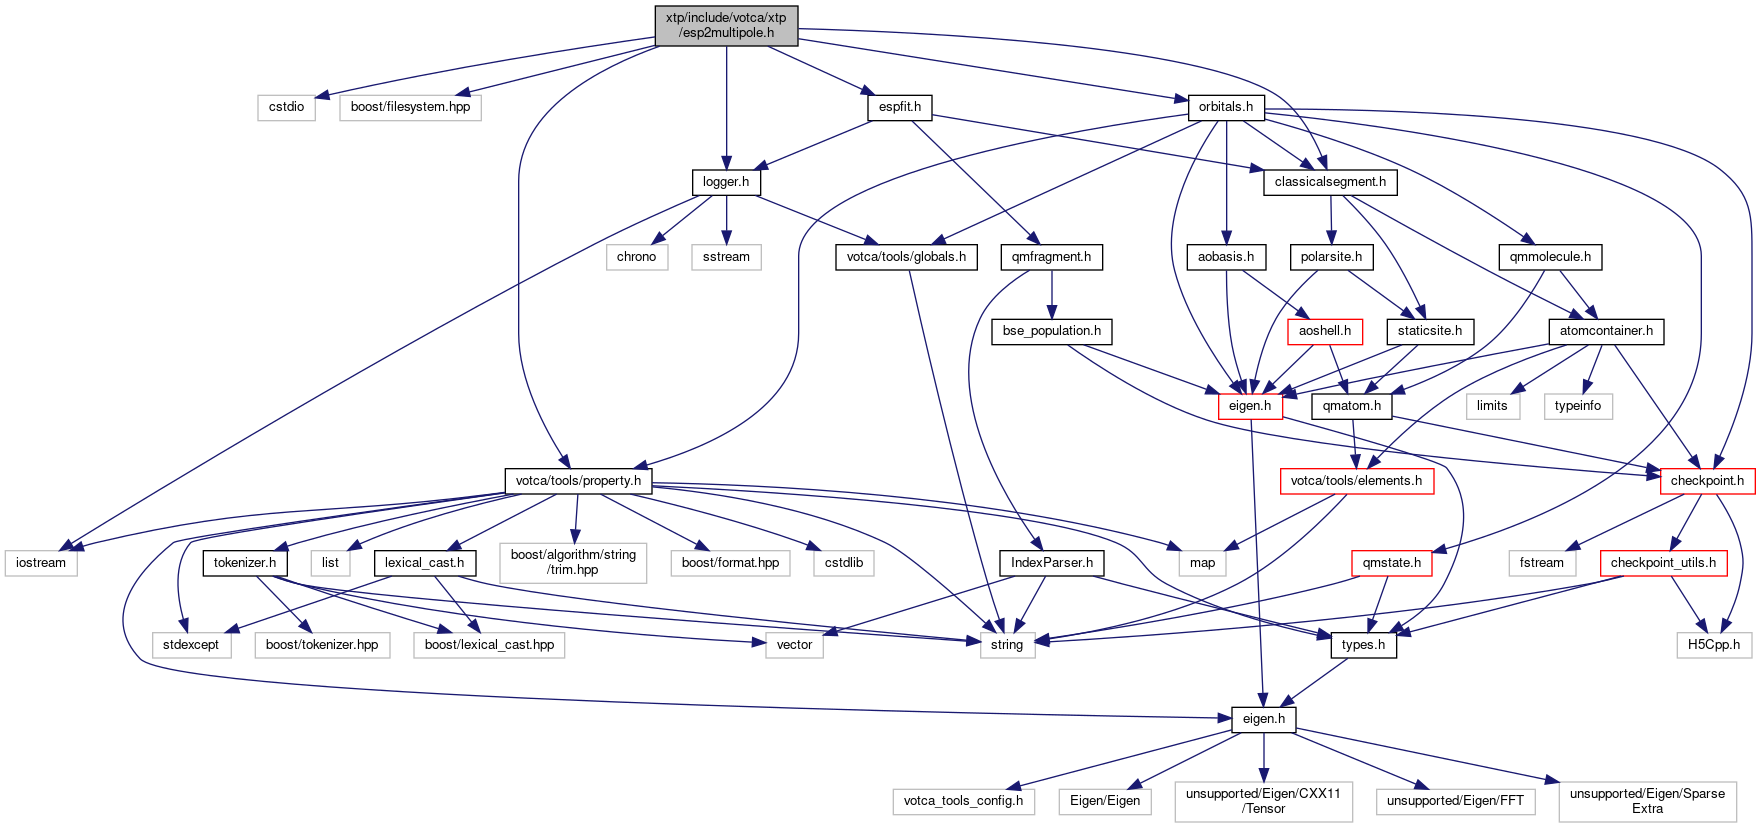 xtp/include/votca/xtp
/esp2multipole.h
cstdio
boost/filesystem.hpp
espfit.h
orbitals.h
logger.h
classicalsegment.h
chrono
sstream
votca/tools/globals.h
qmfragment.h
aobasis.h
polarsite.h
qmmolecule.h
bse_population.h
aoshell.h
staticsite.h
atomcontainer.h
eigen.h
qmatom.h
limits
typeinfo
votca/tools/property.h
votca/tools/elements.h
checkpoint.h
iostream
tokenizer.h
list
lexical_cast.h
boost/algorithm/string
/trim.hpp
boost/format.hpp
cstdlib
IndexParser.h
map
qmstate.h
fstream
checkpoint_utils.h
stdexcept
boost/tokenizer.hpp
boost/lexical_cast.hpp
vector
string
types.h
H5Cpp.h
eigen.h
votca_tools_config.h
Eigen/Eigen
unsupported/Eigen/CXX11
/Tensor
unsupported/Eigen/FFT
unsupported/Eigen/Sparse
Extra